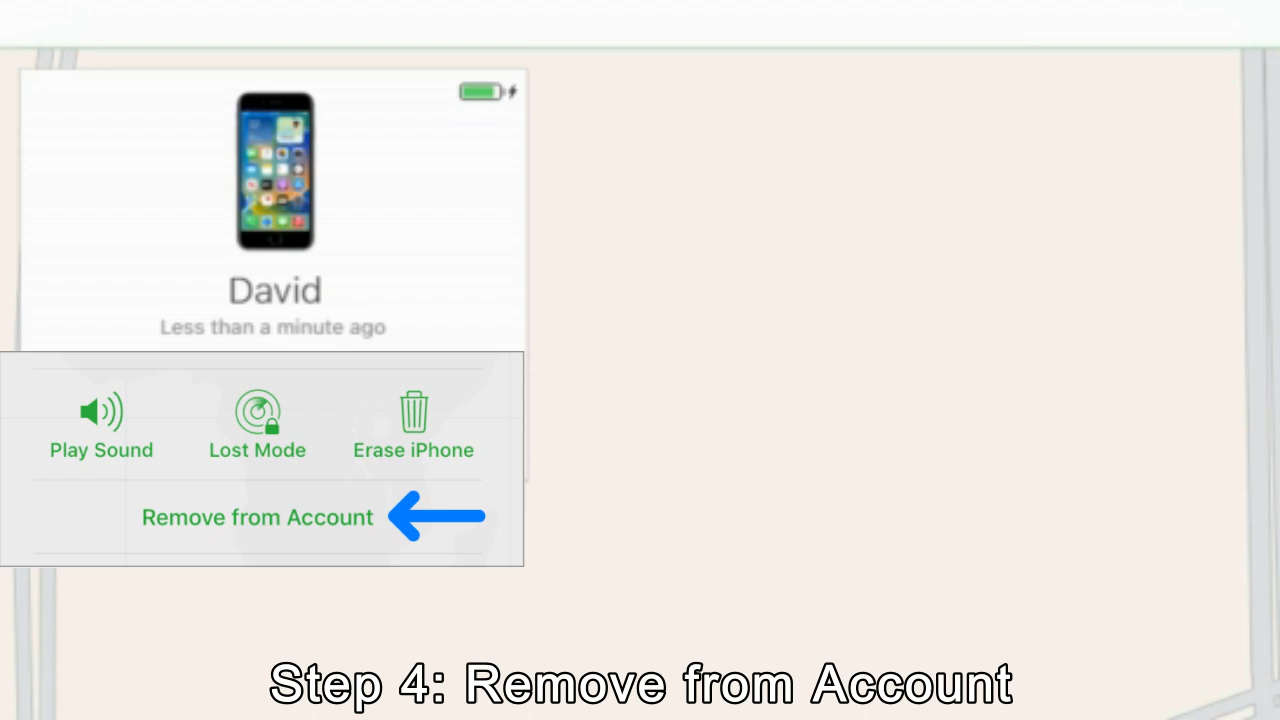 David
Less than a minute ago
Play Sound
Lost Mode
Erase iPhone
Remove from Account
Step 4: Remove from Account